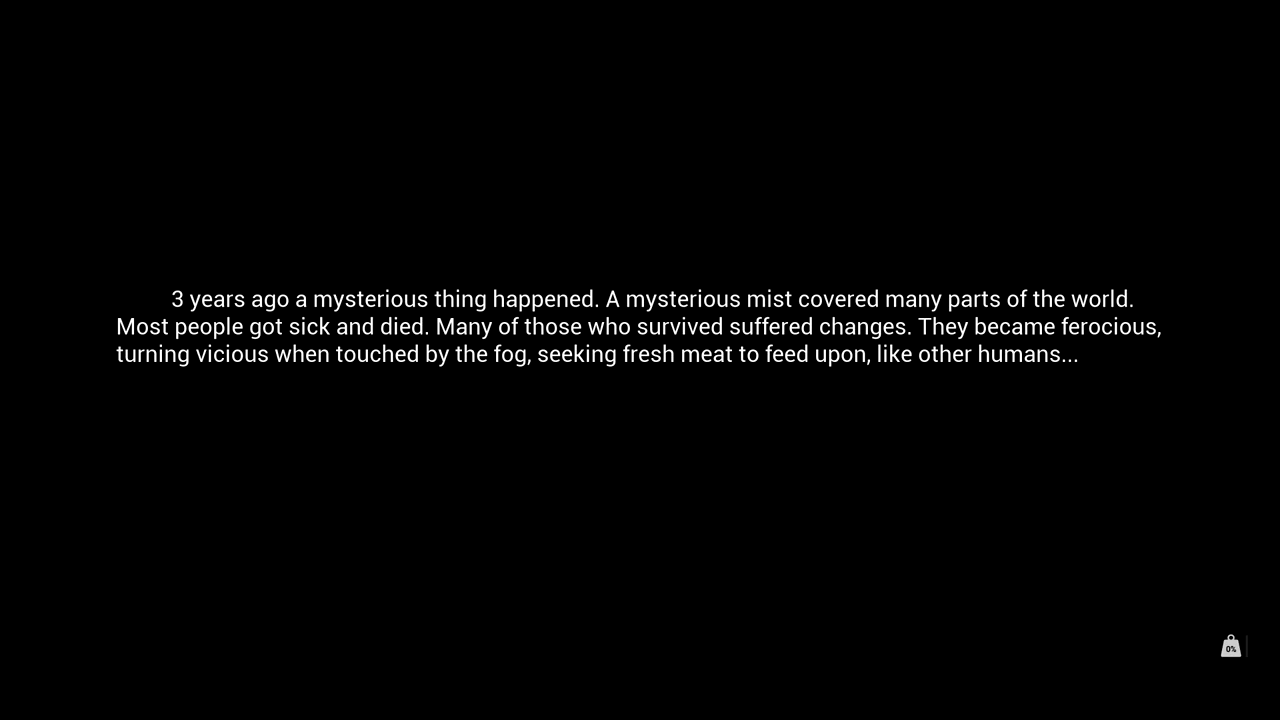 3 years ago a mysterious thing happened. A mysterious mist covered many parts of the world.
Most people got sick and died. Many of those who survived suffered changes. They became ferocious,
turning vicious when touched by the fog, seeking fresh meat to feed upon, like other humans...
0%